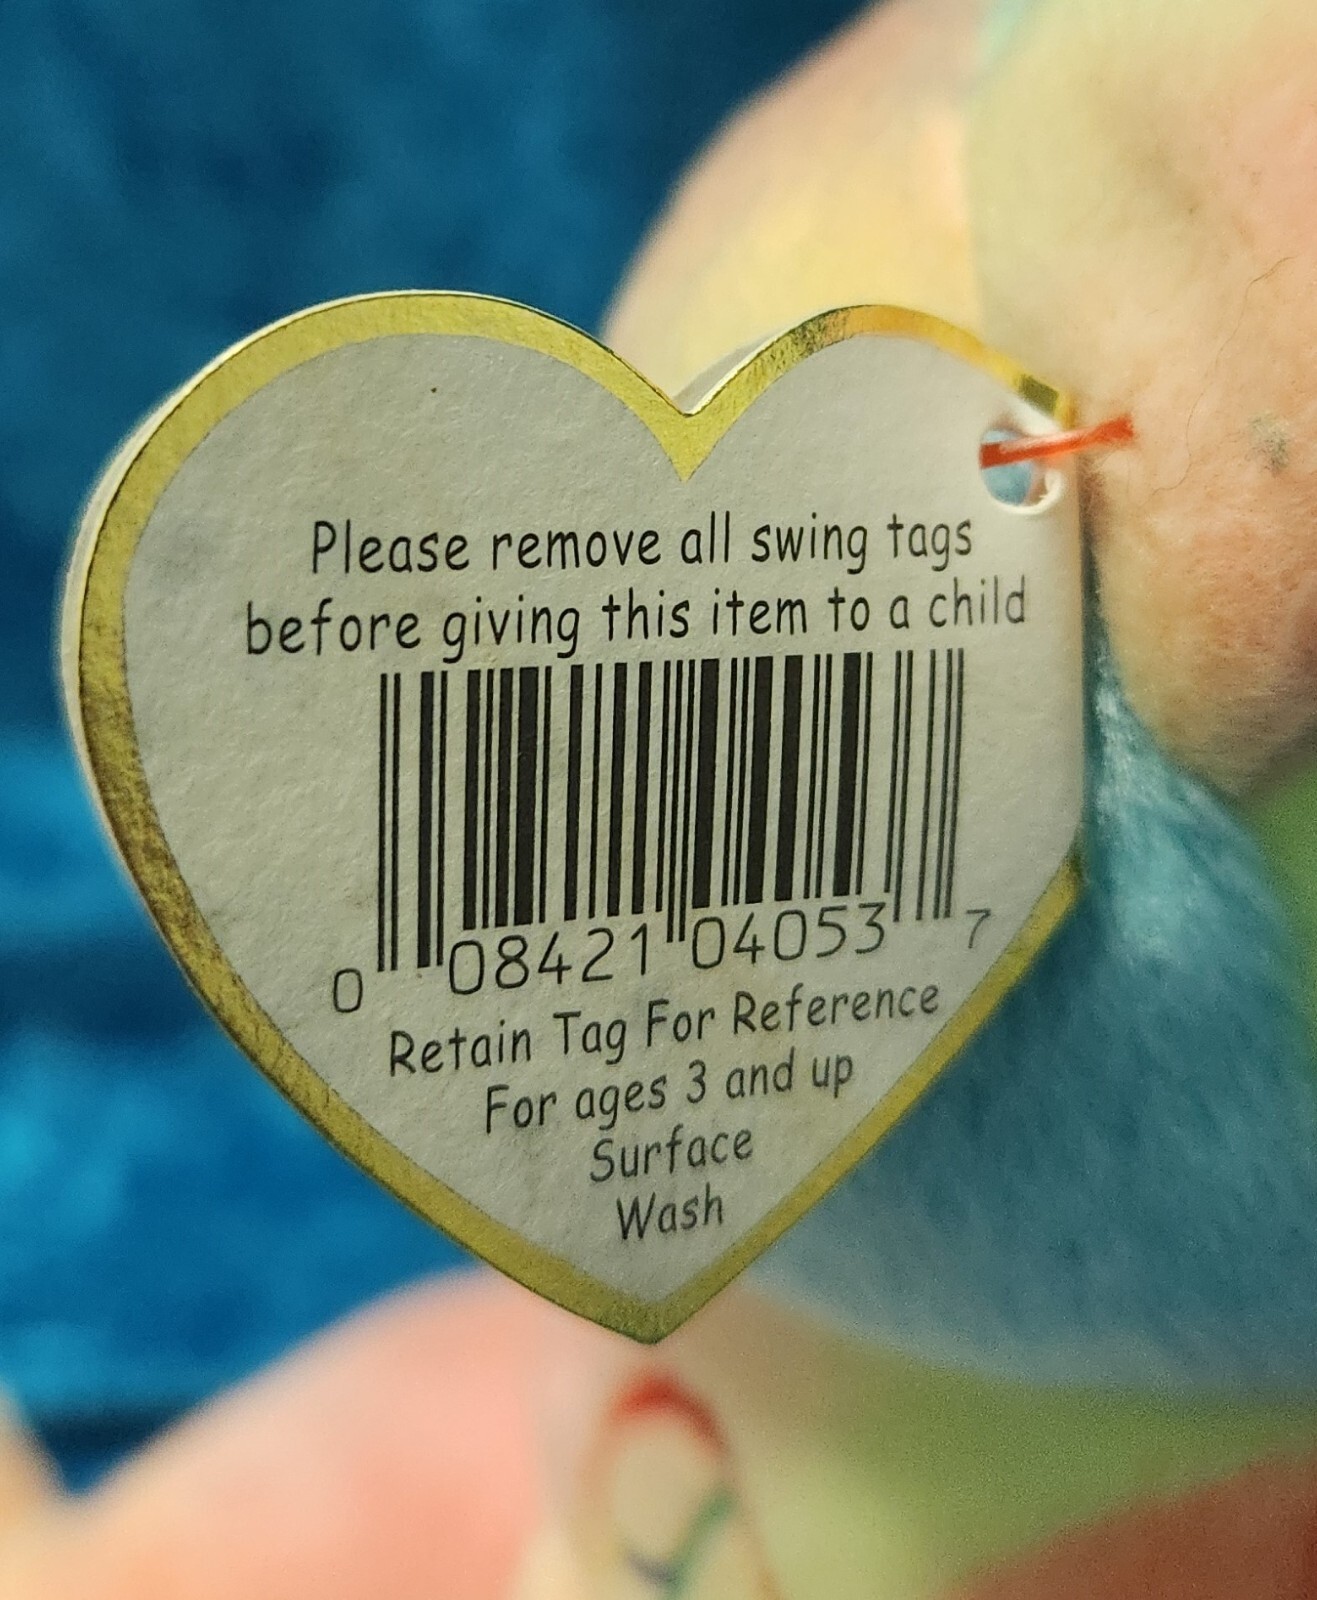 Please remove all swing tags
before giving this item to a child
0 08421 04053 7
Retain Tag For Reference
For ages 3 and up
Surface
Wash